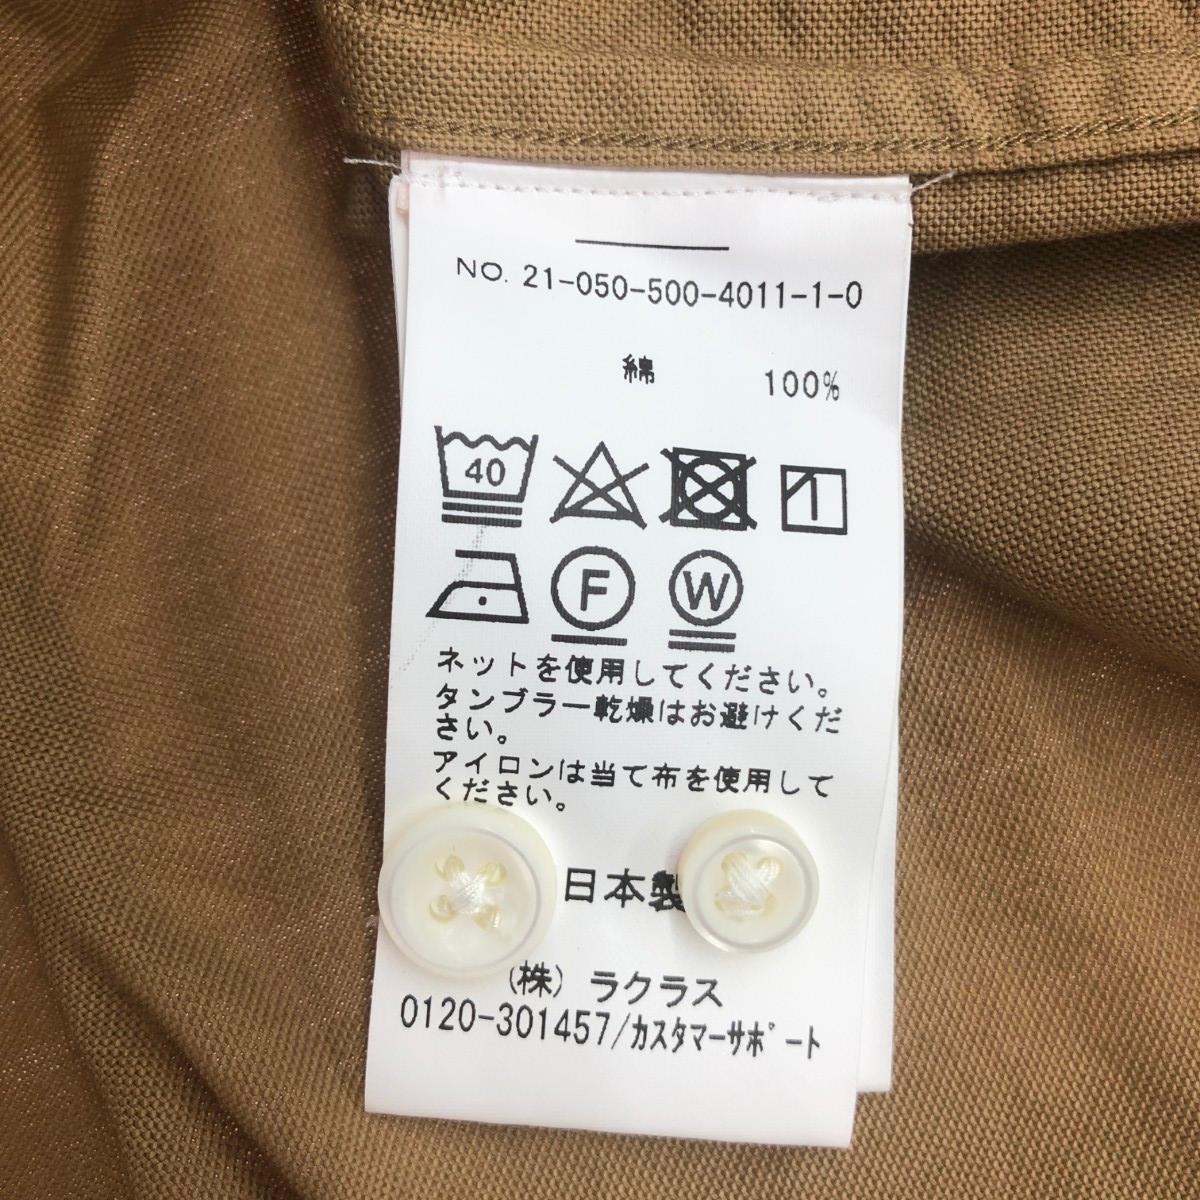 NO. 21-050-500-4011-1-0
綿 100%
40
F W
ネットを使用してください。
タンブラー乾燥はお避けくだ
さい。
アイロンは当て布を使用して
ください。
日本製
(株) ラクラス
0120-301457/カスタマーサポート